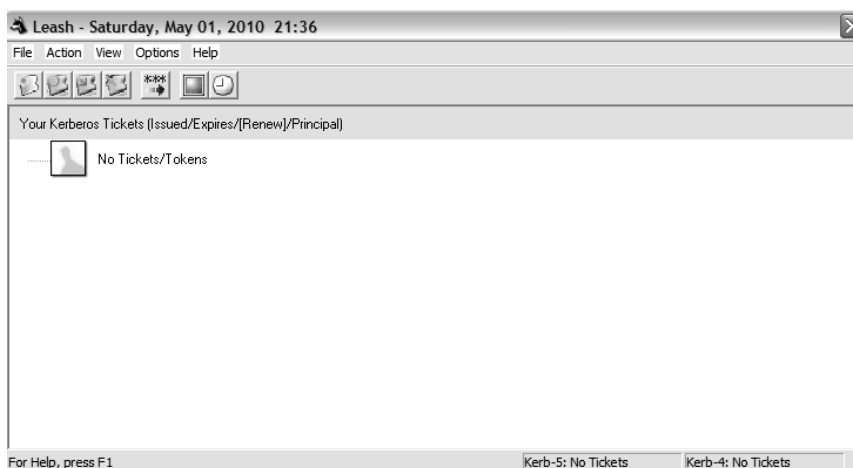 Leash - Saturday, May 01, 2010 21:36
File Action View Options Help
***
Your Kerberos Tickets (Issued/Expires/[Renew]/Principal)
No Tickets/Tokens
For Help, press F1 Kerb-5: No Tickets Kerb-4: No Tickets